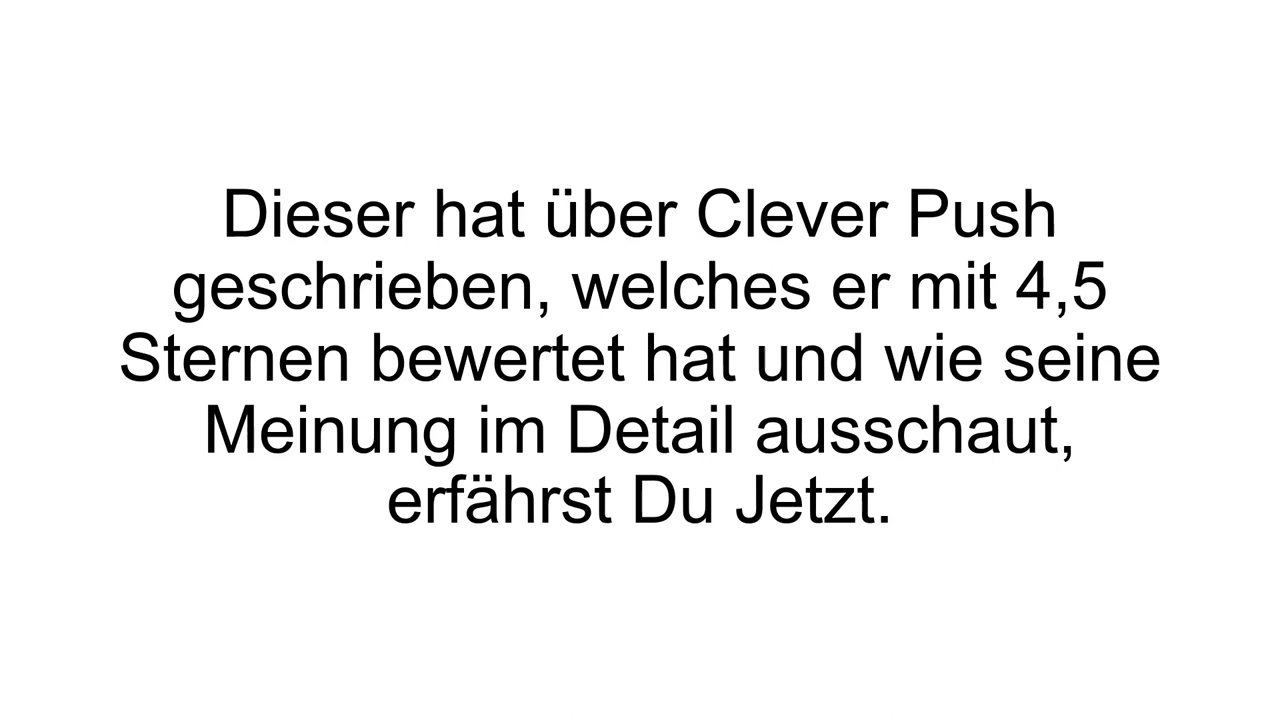 Dieser hat über Clever Push
geschrieben, welches er mit 4,5
Sternen bewertet hat und wie seine
Meinung im Detail ausschaut,
erfährst Du Jetzt.